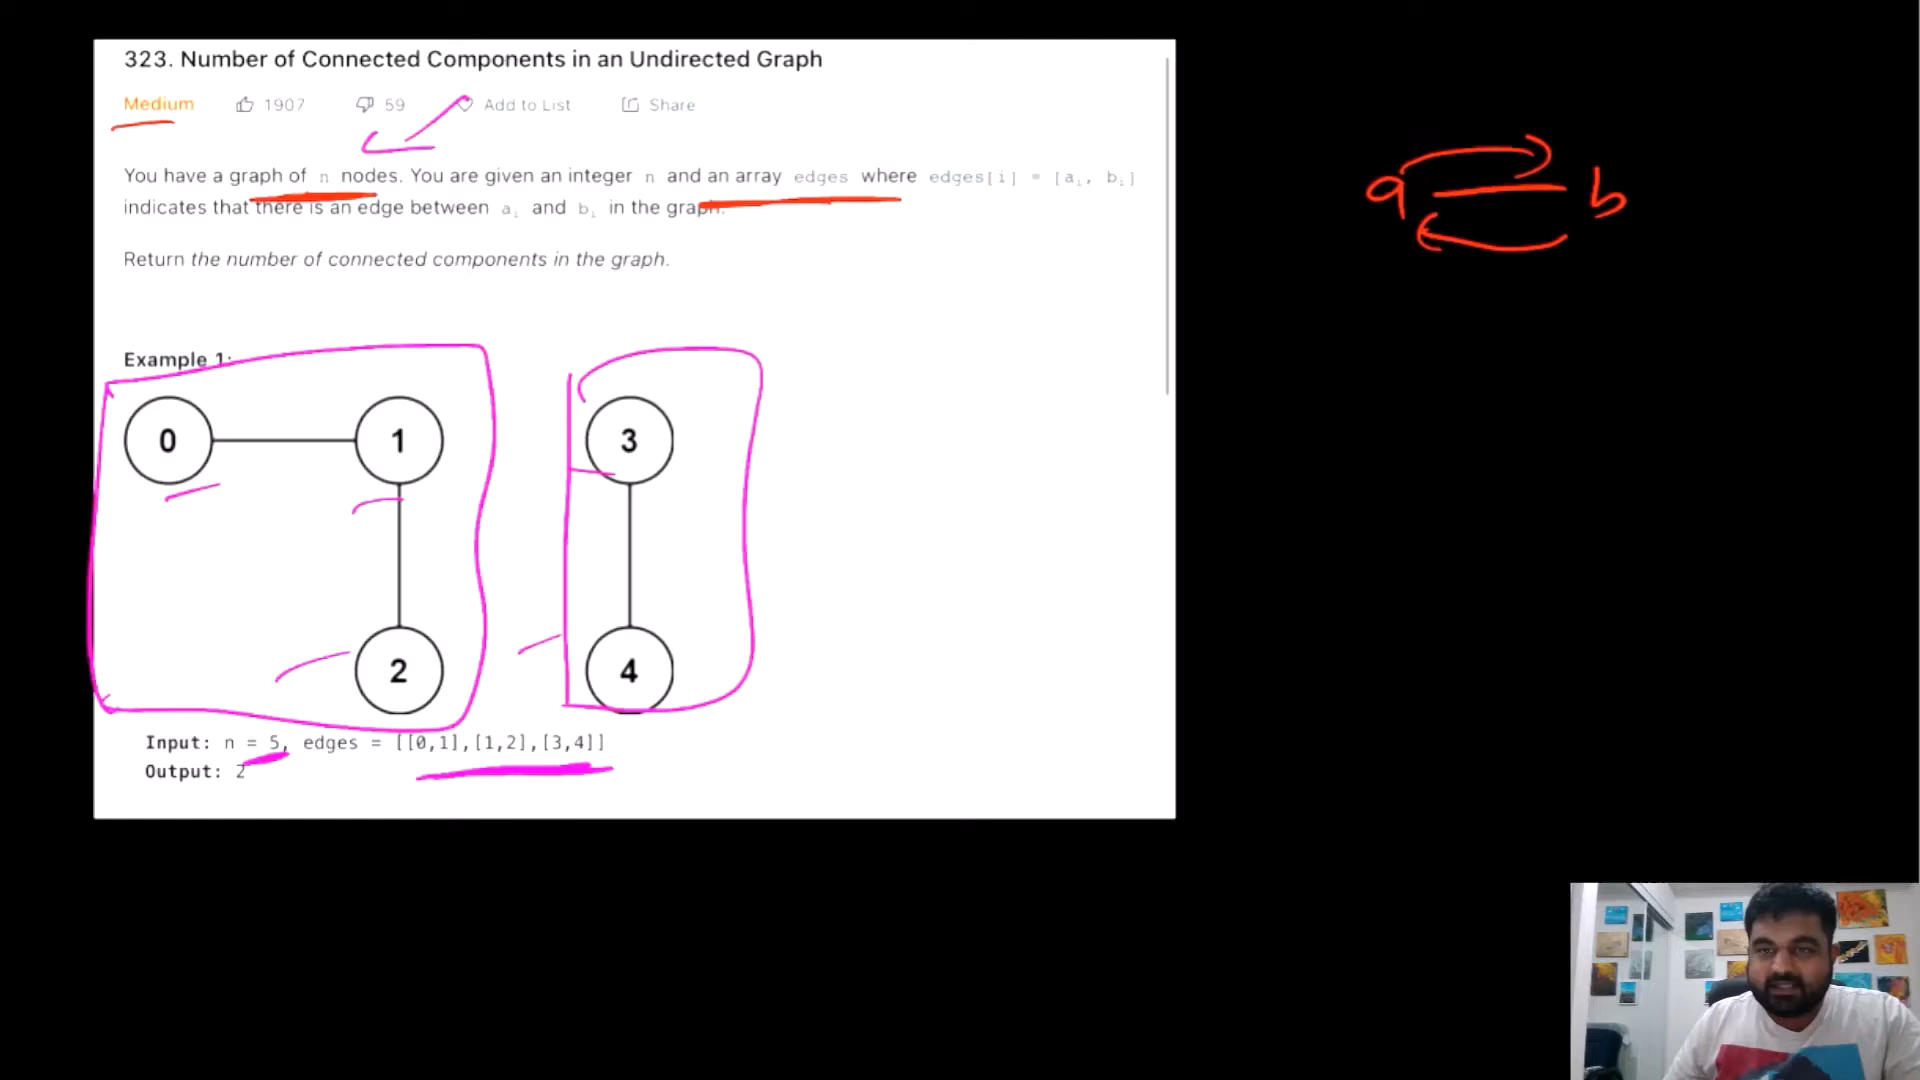 323. Number of Connected Components in an Undirected Graph
Medium 1907 59 Add to List Share
You have a graph of n nodes. You are given an integer n and an array edges where edges[i] = [aᵢ, bᵢ]
indicates that there is an edge between aᵢ and bᵢ in the graph.
Return the number of connected components in the graph.
Example 1:
0 1 3
2 4
Input: n = 5, edges = [[0,1],[1,2],[3,4]]
Output: 2
a b